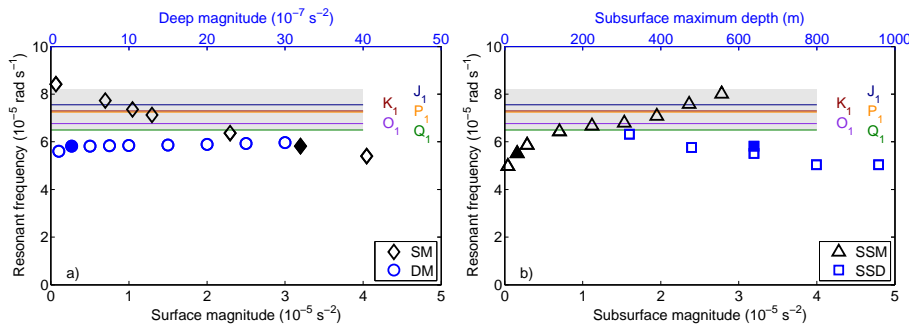 Deep magnitude (10⁻⁷ s⁻²)
0 10 20 30 40 50
10
8
6
4
2
0
Resonant frequency (10⁻⁵ rad s⁻¹)
J₁
K₁
P₁
O₁
Q₁
a)
SM
DM
0 1 2 3 4 5
Surface magnitude (10⁻⁵ s⁻²)
Subsurface maximum depth (m)
0 200 400 600 800 1000
10
8
6
4
2
0
Resonant frequency (10⁻⁵ rad s⁻¹)
J₁
K₁
P₁
O₁
Q₁
b)
SSM
SSD
0 1 2 3 4 5
Subsurface magnitude (10⁻⁵ s⁻²)